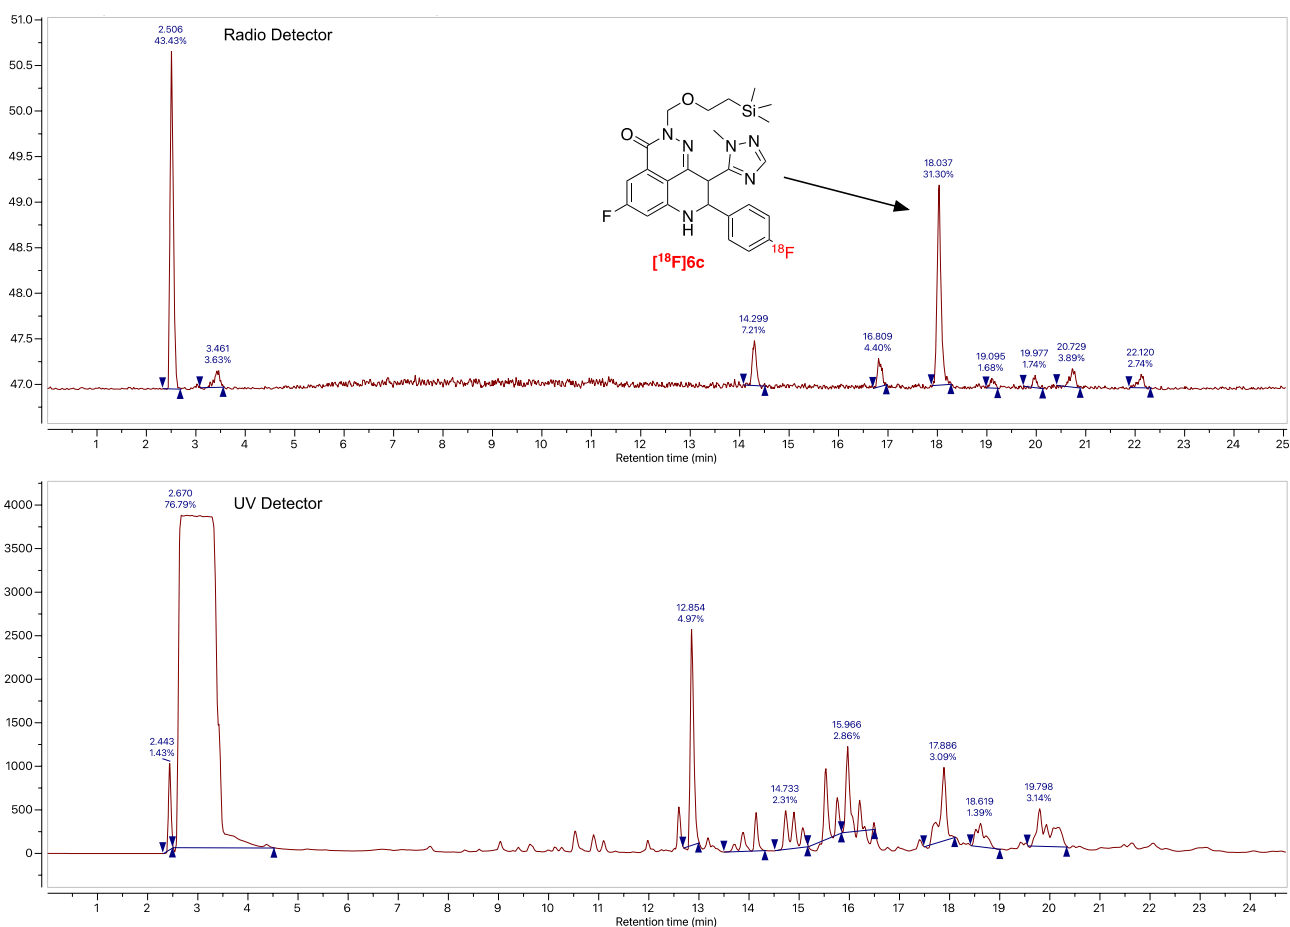 Radio Detector
51.0
50.5
50.0
49.5
49.0
48.5
48.0
47.5
47.0
2.506
43.43%
3.461
3.63%
14.299
7.21%
16.809
4.40%
18.037
31.30%
19.095
1.68%
19.977
1.74%
20.729
3.89%
22.120
2.74%
O
Si
O
N
N
N
N
N
F
N
H
18F
[18F]6c
1 2 3 4 5 6 7 8 9 10 11 12 13 14 15 16 17 18 19 20 21 22 23 24 25
Retention time (min)
UV Detector
4000
3500
3000
2500
2000
1500
1000
500
0
2.443
1.43%
2.670
76.79%
12.854
4.97%
14.733
2.31%
15.966
2.86%
17.886
3.09%
18.619
1.39%
19.798
3.14%
1 2 3 4 5 6 7 8 9 10 11 12 13 14 15 16 17 18 19 20 21 22 23 24
Retention time (min)